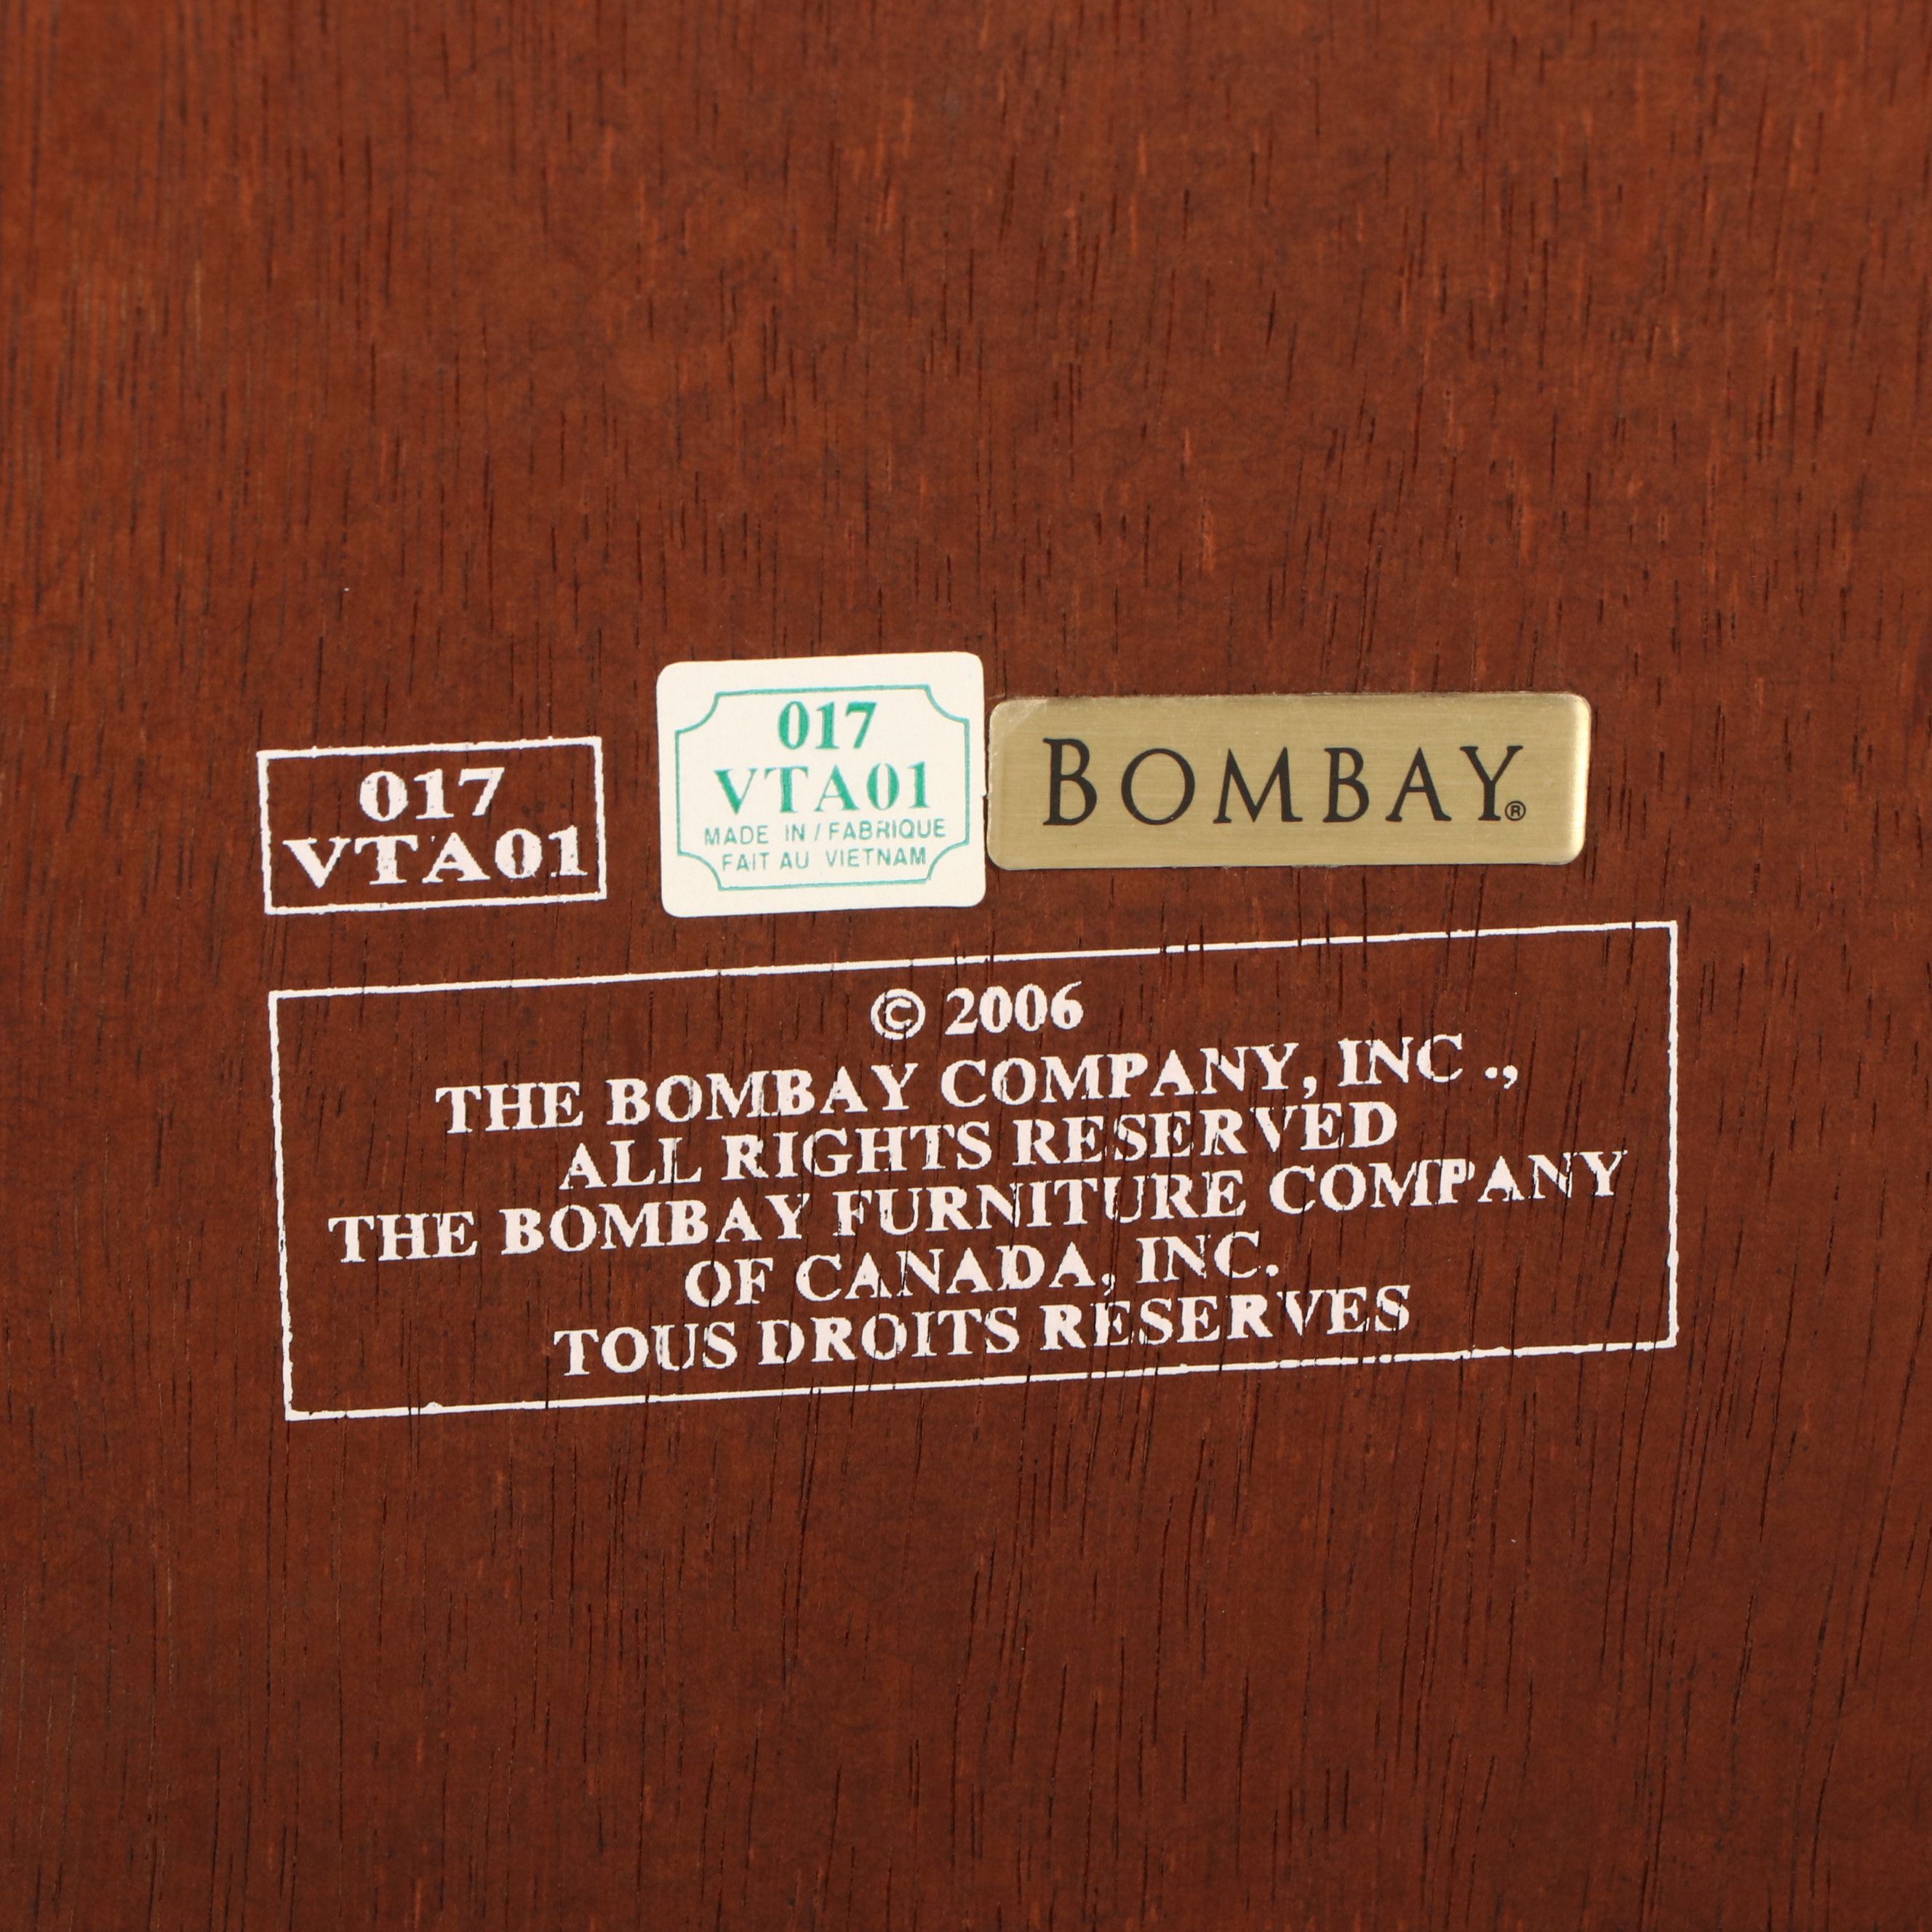 017
VTA01
017
VTA01
MADE IN / FABRIQUE
FAIT AU VIETNAM
BOMBAY®
© 2006
THE BOMBAY COMPANY, INC .,
ALL RIGHTS RESERVED
THE BOMBAY FURNITURE COMPANY
OF CANADA, INC.
TOUS DROITS RESERVES